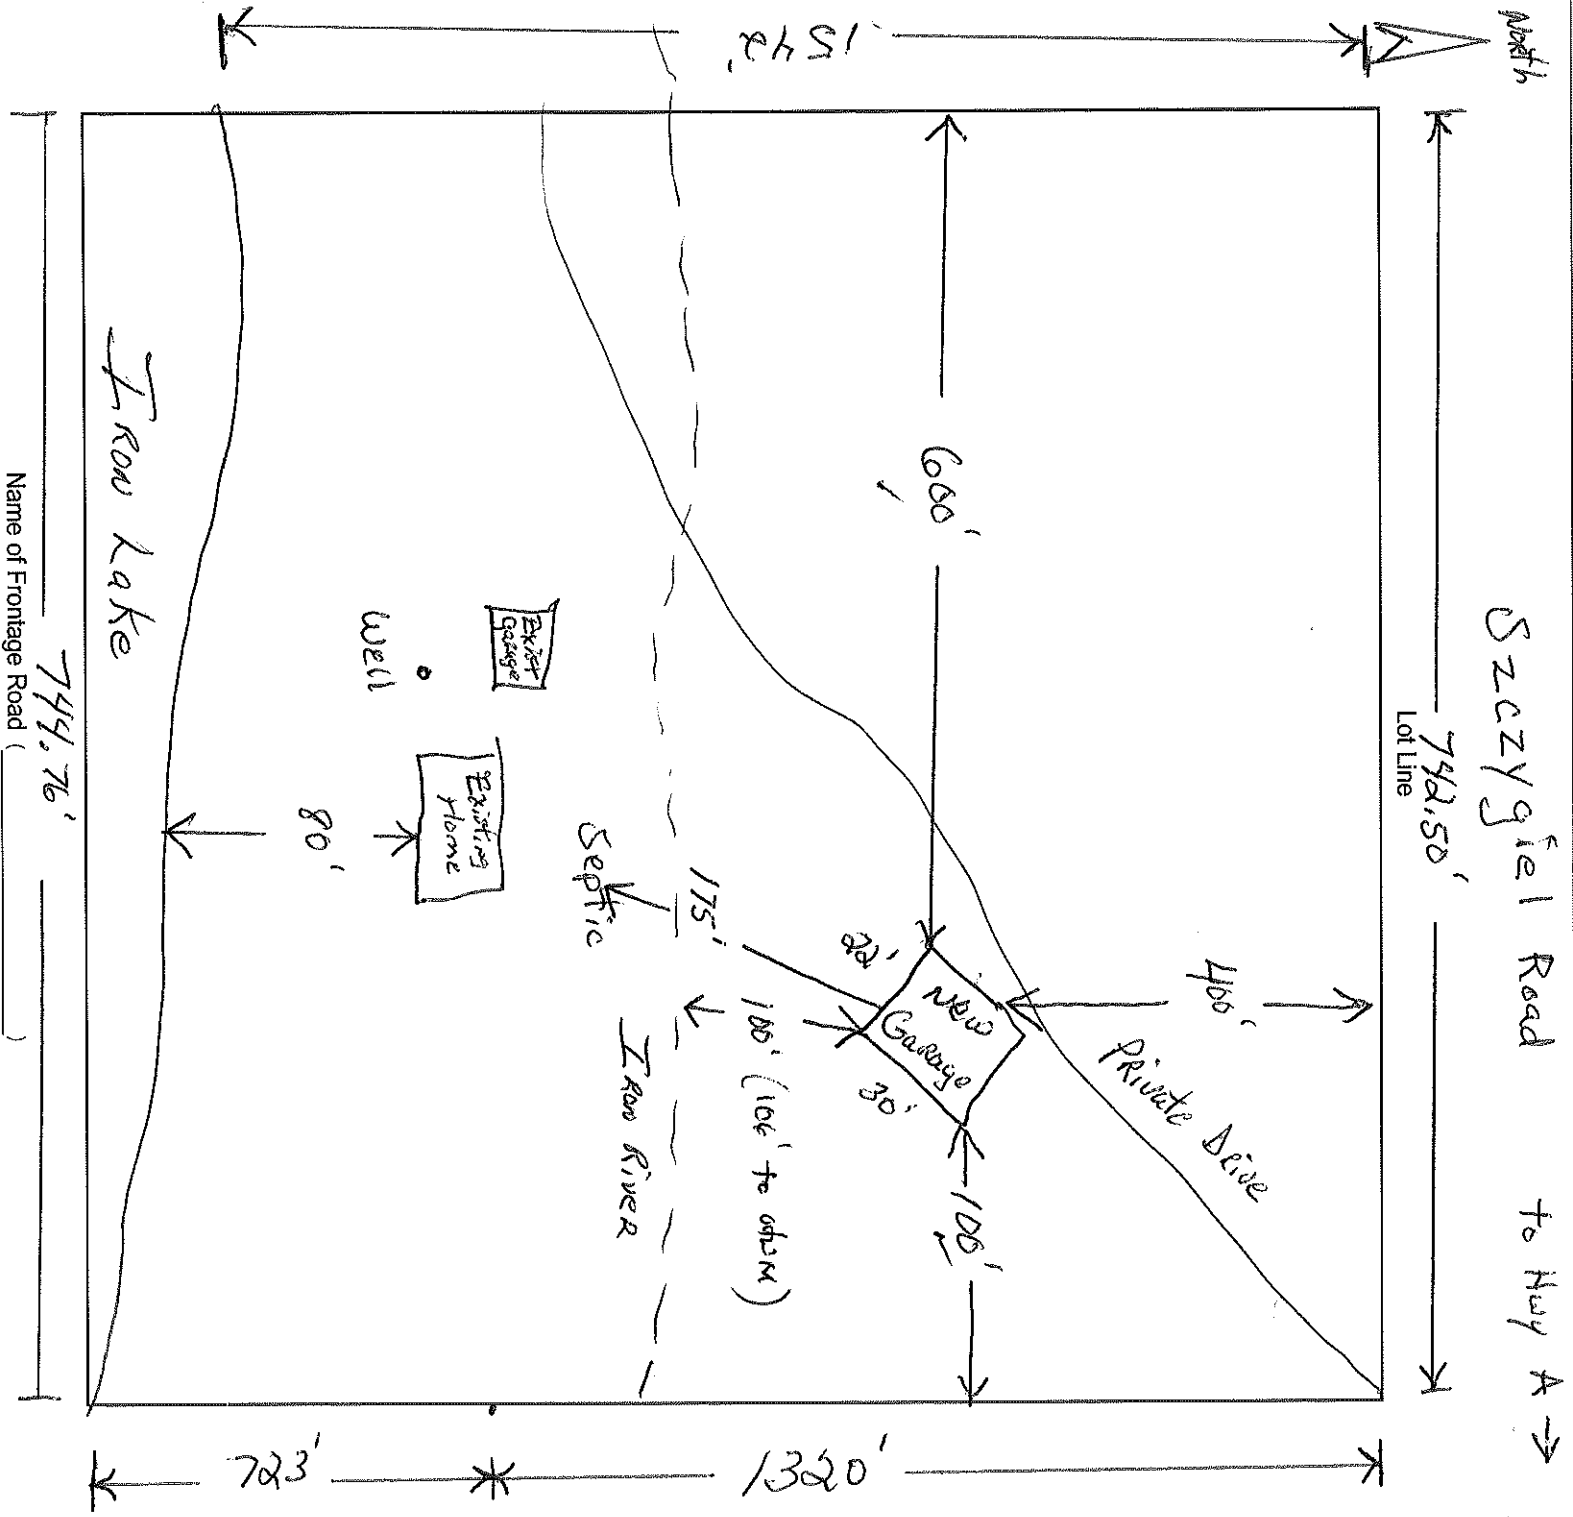 North
Szczygiel Road to Hwy A
742.50'
Lot Line
1542'
400'
Private Drive
600'
New
Garage
22'
30'
100'
175'
100' (106' to OHWM)
Iron River
Septic
Exist
Garage
Well
Existing
Home
80'
Iron Lake
1320'
723'
744.76'
Name of Frontage Road ( )